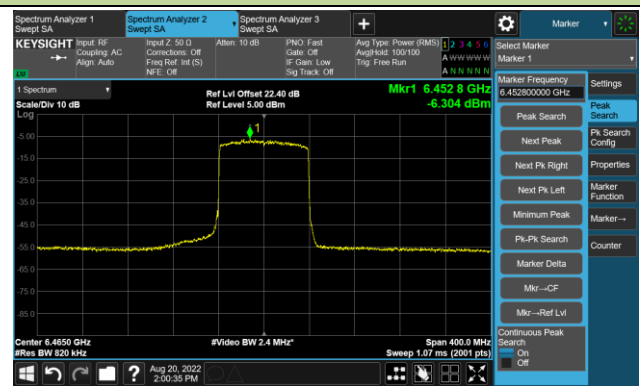 Spectrum Analyzer 1
Swept SA
Spectrum Analyzer 2
Swept SA
Spectrum Analyzer 3
Swept SA
Marker
KEYSIGHT
Input: RF
Coupling: AC
Align: Auto
Input Z: 50 Ω
Corrections: Off
Freq Ref: Int (S)
NFE: Off
Atten: 10 dB
PNO: Fast
Gate: Off
IF Gain: Low
Sig Track: Off
Avg Type: Power (RMS)
Avg|Hold: 100/100
Trig: Free Run
1 2 3 4 5 6
A W W W W W
A N N N N N
Select Marker
Marker 1
LXI
1 Spectrum
Scale/Div 10 dB
Ref Lvl Offset 22.40 dB
Ref Level 5.00 dBm
Mkr1 6.452 8 GHz
-6.304 dBm
Log
1
-5.00
-15.0
-25.0
-35.0
-45.0
-55.0
-65.0
-75.0
-85.0
Center 6.4650 GHz
#Res BW 820 kHz
#Video BW 2.4 MHz*
Span 400.0 MHz
Sweep 1.07 ms (2001 pts)
Marker Frequency
6.452800000 GHz
Peak Search
Next Peak
Next Pk Right
Next Pk Left
Minimum Peak
Pk-Pk Search
Marker Delta
Mkr→CF
Mkr→Ref Lvl
Continuous Peak
Search
On
Off
Settings
Peak
Search
Pk Search
Config
Properties
Marker
Function
Marker→
Counter
?
Aug 20, 2022
2:00:35 PM